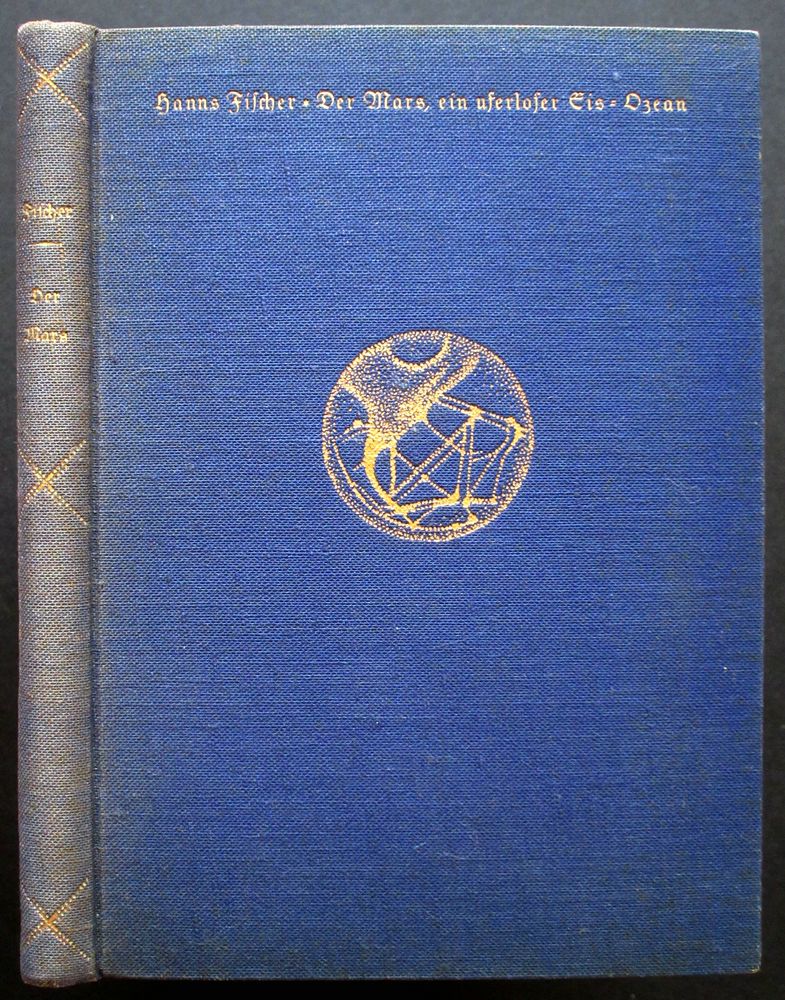 Hanns Fischer • Der Mars, ein uferloser Eis-Ozean
Fischer
Der
Mars